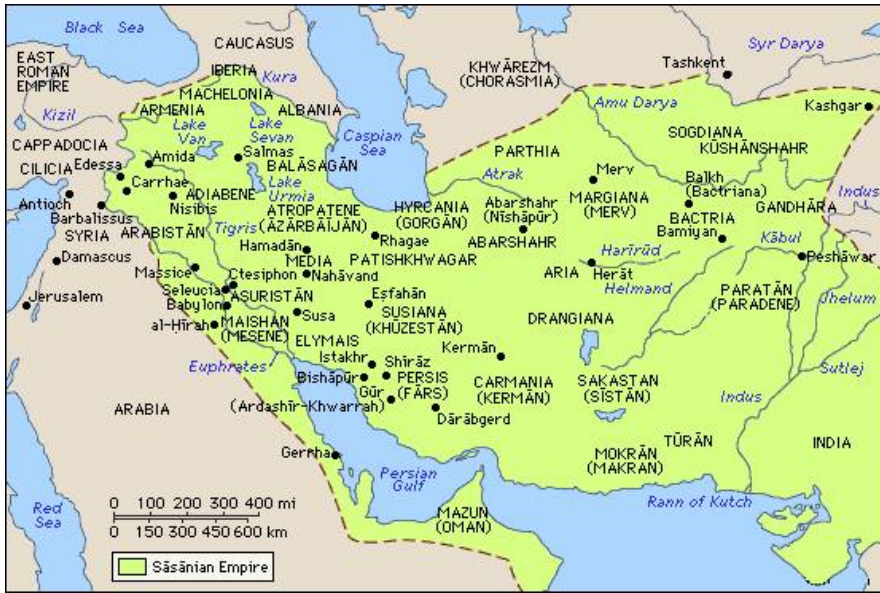 Black Sea
CAUCASUS
EAST
ROMAN
EMPIRE
IBERIA
Kura
MACHELONIA
ARMENIA
ALBANIA
Kizil
Lake
Van
Lake
Sevan
Caspian
Sea
KHWĀREZM
(CHORASMIA)
Tashkent
Syr Darya
Amu Darya
Kashgar
SOGDIANA
KŪSHĀNSHAHR
CAPPADOCIA
CILICIA
Edessa
Amida
Salmas
BALĀSAGĀN
Carrhae
ADIABENE
Lake
Urmia
Nisibis
Antioch
Barbalissus
SYRIA
ARABISTĀN
Tigris
ATROPATENE
(ĀZĀRBĀĪJĀN)
HYRCANIA
(GORGĀN)
Atrak
PARTHIA
Merv
MARGIANA
(MERV)
Balkh
(Bactriana)
BACTRIA
Bamiyan
GANDHĀRA
Indus
Abarshahr
(Nīshāpūr)
ABARSHAHR
Damascus
Hamadān
MEDIA
Rhagae
PATISHKHWAGAR
Harīrūd
Kābul
Peshāwar
Massice
Ctesiphon
Nahāvand
ARIA
Herāt
Helmand
Seleucia
ASURISTĀN
Babylon
Jerusalem
Eṣfahān
SUSIANA
(KHŪZESTĀN)
DRANGIANA
PARATĀN
(PARADENE)
Jhelum
al-Ḥīrah
MAISHĀN
(MESENE)
Susa
ELYMAIS
Istakhr
Shīrāz
Kermān
Euphrates
Bishāpūr
Gūr
(Ardashīr-Khwarrah)
PERSIS
(FĀRS)
CARMANIA
(KERMĀN)
SAKASTAN
(SĪSTĀN)
Indus
Sutlej
ARABIA
Dārābgerd
TŪRĀN
INDIA
Gerrha
MOKRĀN
(MAKRAN)
Persian
Gulf
Rann of Kutch
Red
Sea
0 100 200 300 400 mi
0 150 300 450 600 km
MAZUN
(OMAN)
Sāsānian Empire